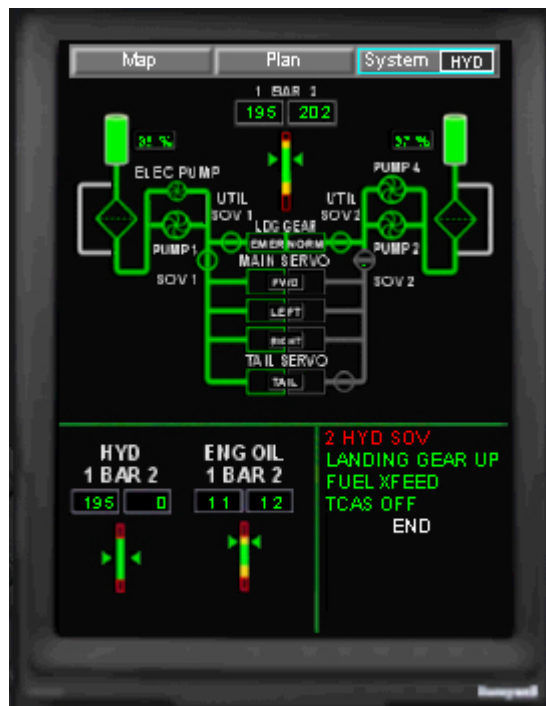 Map Plan System HYD
1 BAR 2
195 202
ELEC PUMP
PUMP 4
UTIL SOV 1
UTIL SOV 2
LDG GEAR
EMER NORM
PUMP 1
PUMP 2
MAIN SERVO
SOV 1
SOV 2
FWD
LEFT
RIGHT
TAIL SERVO
TAIL
HYD
1 BAR 2
195 0
ENG OIL
1 BAR 2
11 12
2 HYD SOV
LANDING GEAR UP
FUEL XFEED
TCAS OFF
END
Honeywell